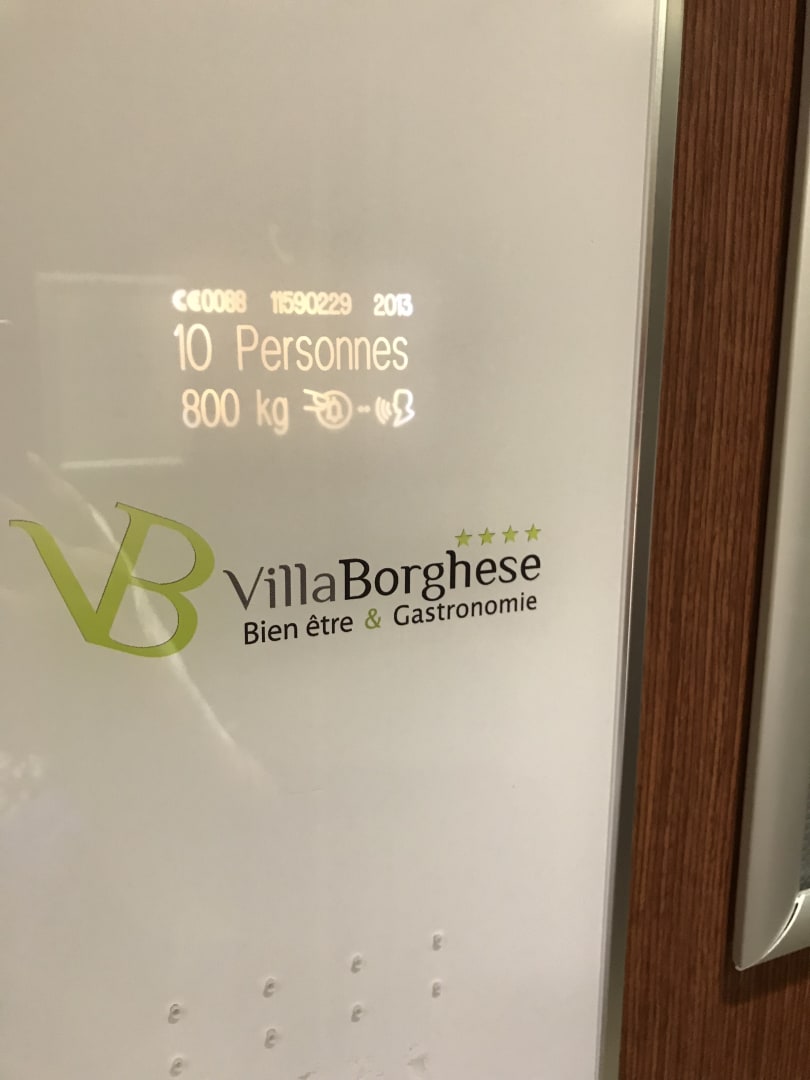 CE0088 11590229 2013
10 Personnes
800 kg
VB
VillaBorghese
Bien être & Gastronomie